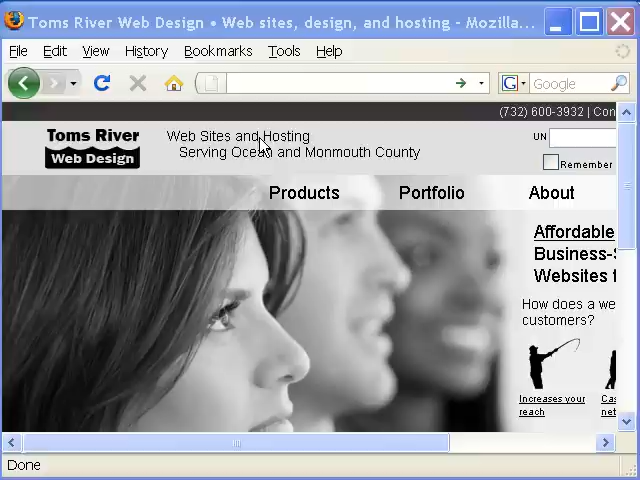 Toms River Web Design • Web sites, design, and hosting - Mozilla...
File Edit View History Bookmarks Tools Help
G Google
(732) 600-3932 | Con
Toms River
Web Design
Web Sites and Hosting
Serving Ocean and Monmouth County
UN
Remember
Products Portfolio About
Affordable
Business-S
Websites f
How does a we
customers?
Increases your
reach
Cas
net
Done